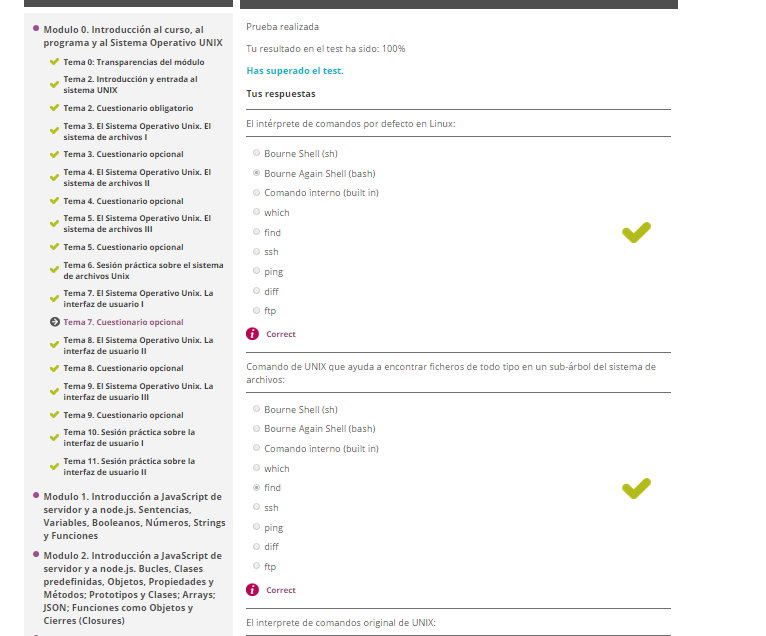 Modulo 0. Introducción al curso, al
programa y al Sistema Operativo UNIX
Tema 0: Transparencias del módulo
Tema 2. Introducción y entrada al
sistema UNIX
Tema 2. Cuestionario obligatorio
Tema 3. El Sistema Operativo Unix. El
sistema de archivos I
Tema 3. Cuestionario opcional
Tema 4. El Sistema Operativo Unix. El
sistema de archivos II
Tema 4. Cuestionario opcional
Tema 5. El Sistema Operativo Unix. El
sistema de archivos III
Tema 5. Cuestionario opcional
Tema 6. Sesión práctica sobre el sistema
de archivos Unix
Tema 7. El Sistema Operativo Unix. La
interfaz de usuario I
Tema 7. Cuestionario opcional
Tema 8. El Sistema Operativo Unix. La
interfaz de usuario II
Tema 8. Cuestionario opcional
Tema 9. El Sistema Operativo Unix. La
interfaz de usuario III
Tema 9. Cuestionario opcional
Tema 10. Sesión práctica sobre la
interfaz de usuario I
Tema 11. Sesión práctica sobre la
interfaz de usuario II
Modulo 1. Introducción a JavaScript de
servidor y a node.js. Sentencias,
Variables, Booleanos, Números, Strings
y Funciones
Modulo 2. Introducción a JavaScript de
servidor y a node.js. Bucles, Clases
predefinidas, Objetos, Propiedades y
Métodos; Prototipos y Clases; Arrays;
JSON; Funciones como Objetos y
Cierres (Closures)
Prueba realizada
Tu resultado en el test ha sido: 100%
Has superado el test.
Tus respuestas
El intérprete de comandos por defecto en Linux:
Bourne Shell (sh)
Bourne Again Shell (bash)
Comando interno (built in)
which
find
ssh
ping
diff
ftp
Correct
Comando de UNIX que ayuda a encontrar ficheros de todo tipo en un sub-árbol del sistema de
archivos:
Bourne Shell (sh)
Bourne Again Shell (bash)
Comando interno (built in)
which
find
ssh
ping
diff
ftp
Correct
El interprete de comandos original de UNIX: